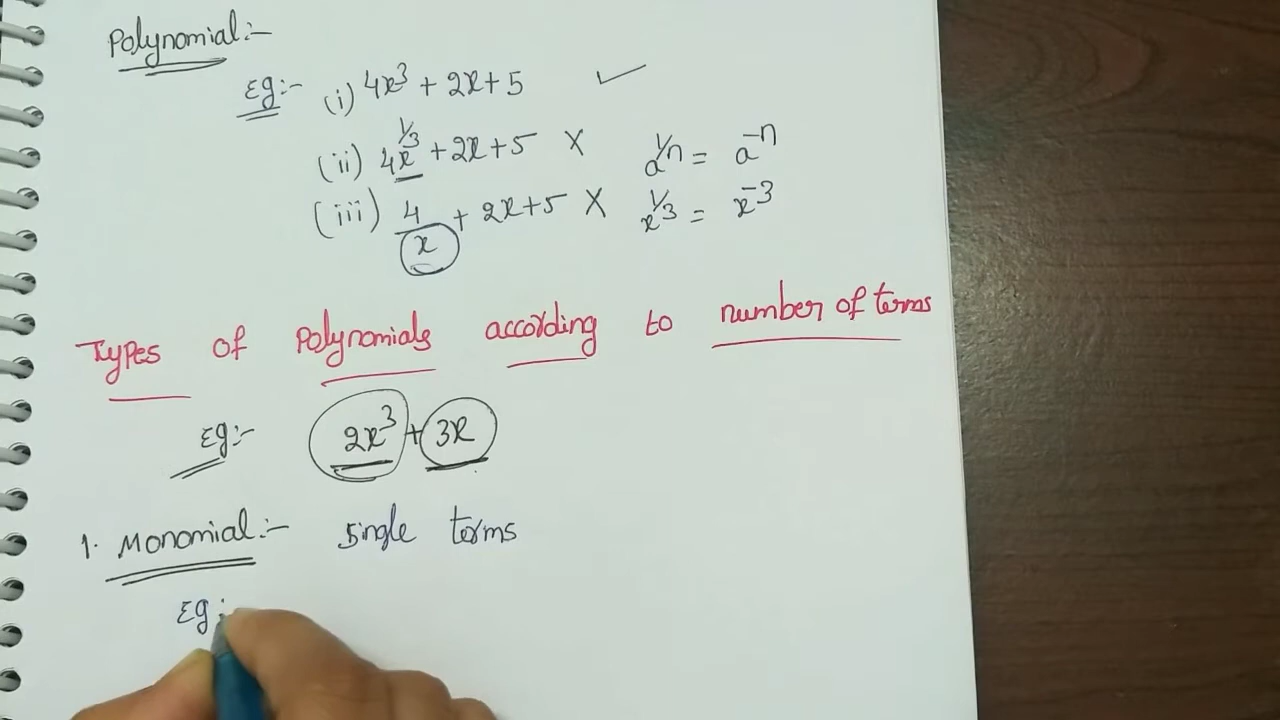 Polynomial:-
Eg:- (i) 4x³ + 2x + 5 ✓
(ii) 4x^1/3 + 2x + 5 X a^1/n = a^-n
(iii) 4/x + 2x + 5 X x^1/3 = x^-3
Types of Polynomials according to number of terms
Eg:- 2x³ + 3x
1. Monomial:- Single terms
Eg: